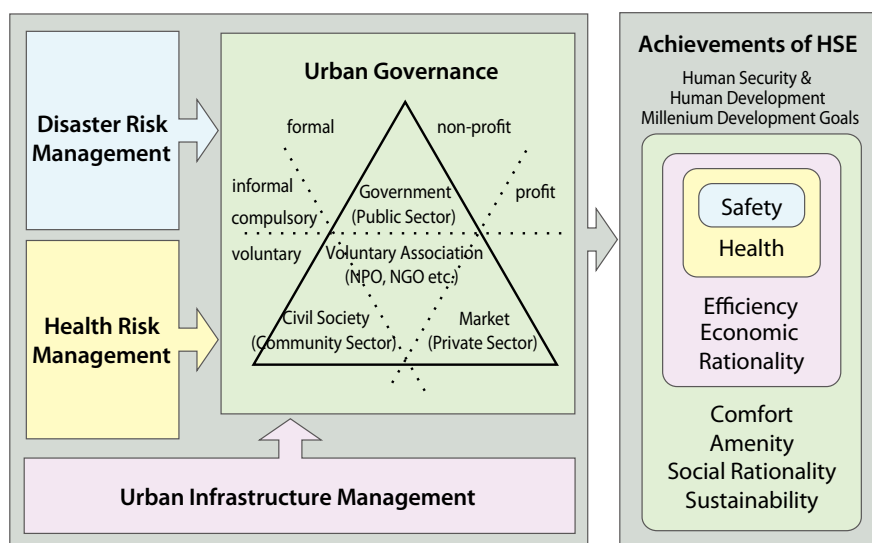 Disaster Risk
Management
Health Risk
Management
Urban Governance
formal
non-profit
informal
profit
compulsory
voluntary
Government
(Public Sector)
Voluntary Association
(NPO, NGO etc.)
Civil Society
(Community Sector)
Market
(Private Sector)
Urban Infrastructure Management
Achievements of HSE
Human Security &
Human Development
Millenium Development Goals
Safety
Health
Efficiency
Economic
Rationality
Comfort
Amenity
Social Rationality
Sustainability